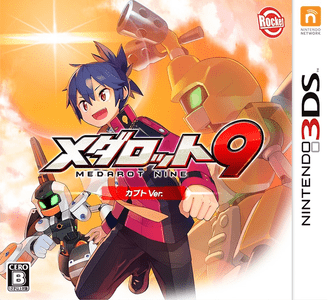 Rocket
NINTENDO
NETWORK
NINTENDO 3DS
メダロット9
MEDAROT NINE
カブトVer.
CERO
B